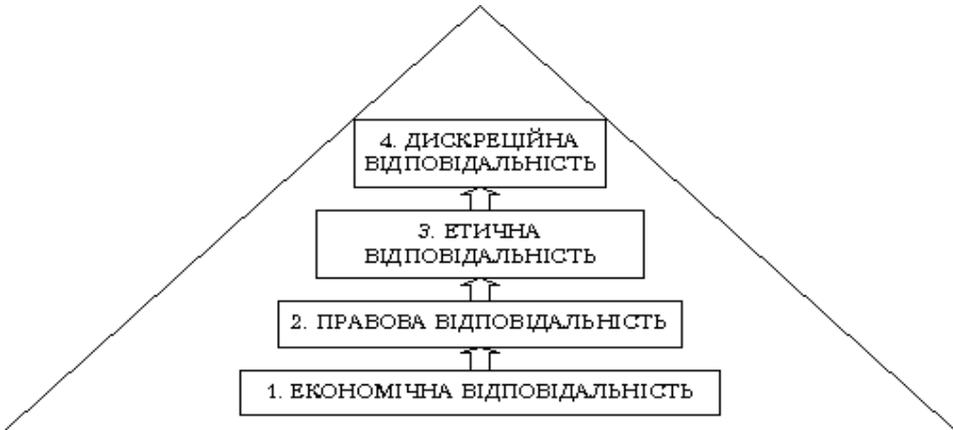 4. ДИСКРЕЦІЙНА
ВІДПОВІДАЛЬНІСТЬ
3. ЕТИЧНА
ВІДПОВІДАЛЬНІСТЬ
2. ПРАВОВА ВІДПОВІДАЛЬНІСТЬ
1. ЕКОНОМІЧНА ВІДПОВІДАЛЬНІСТЬ